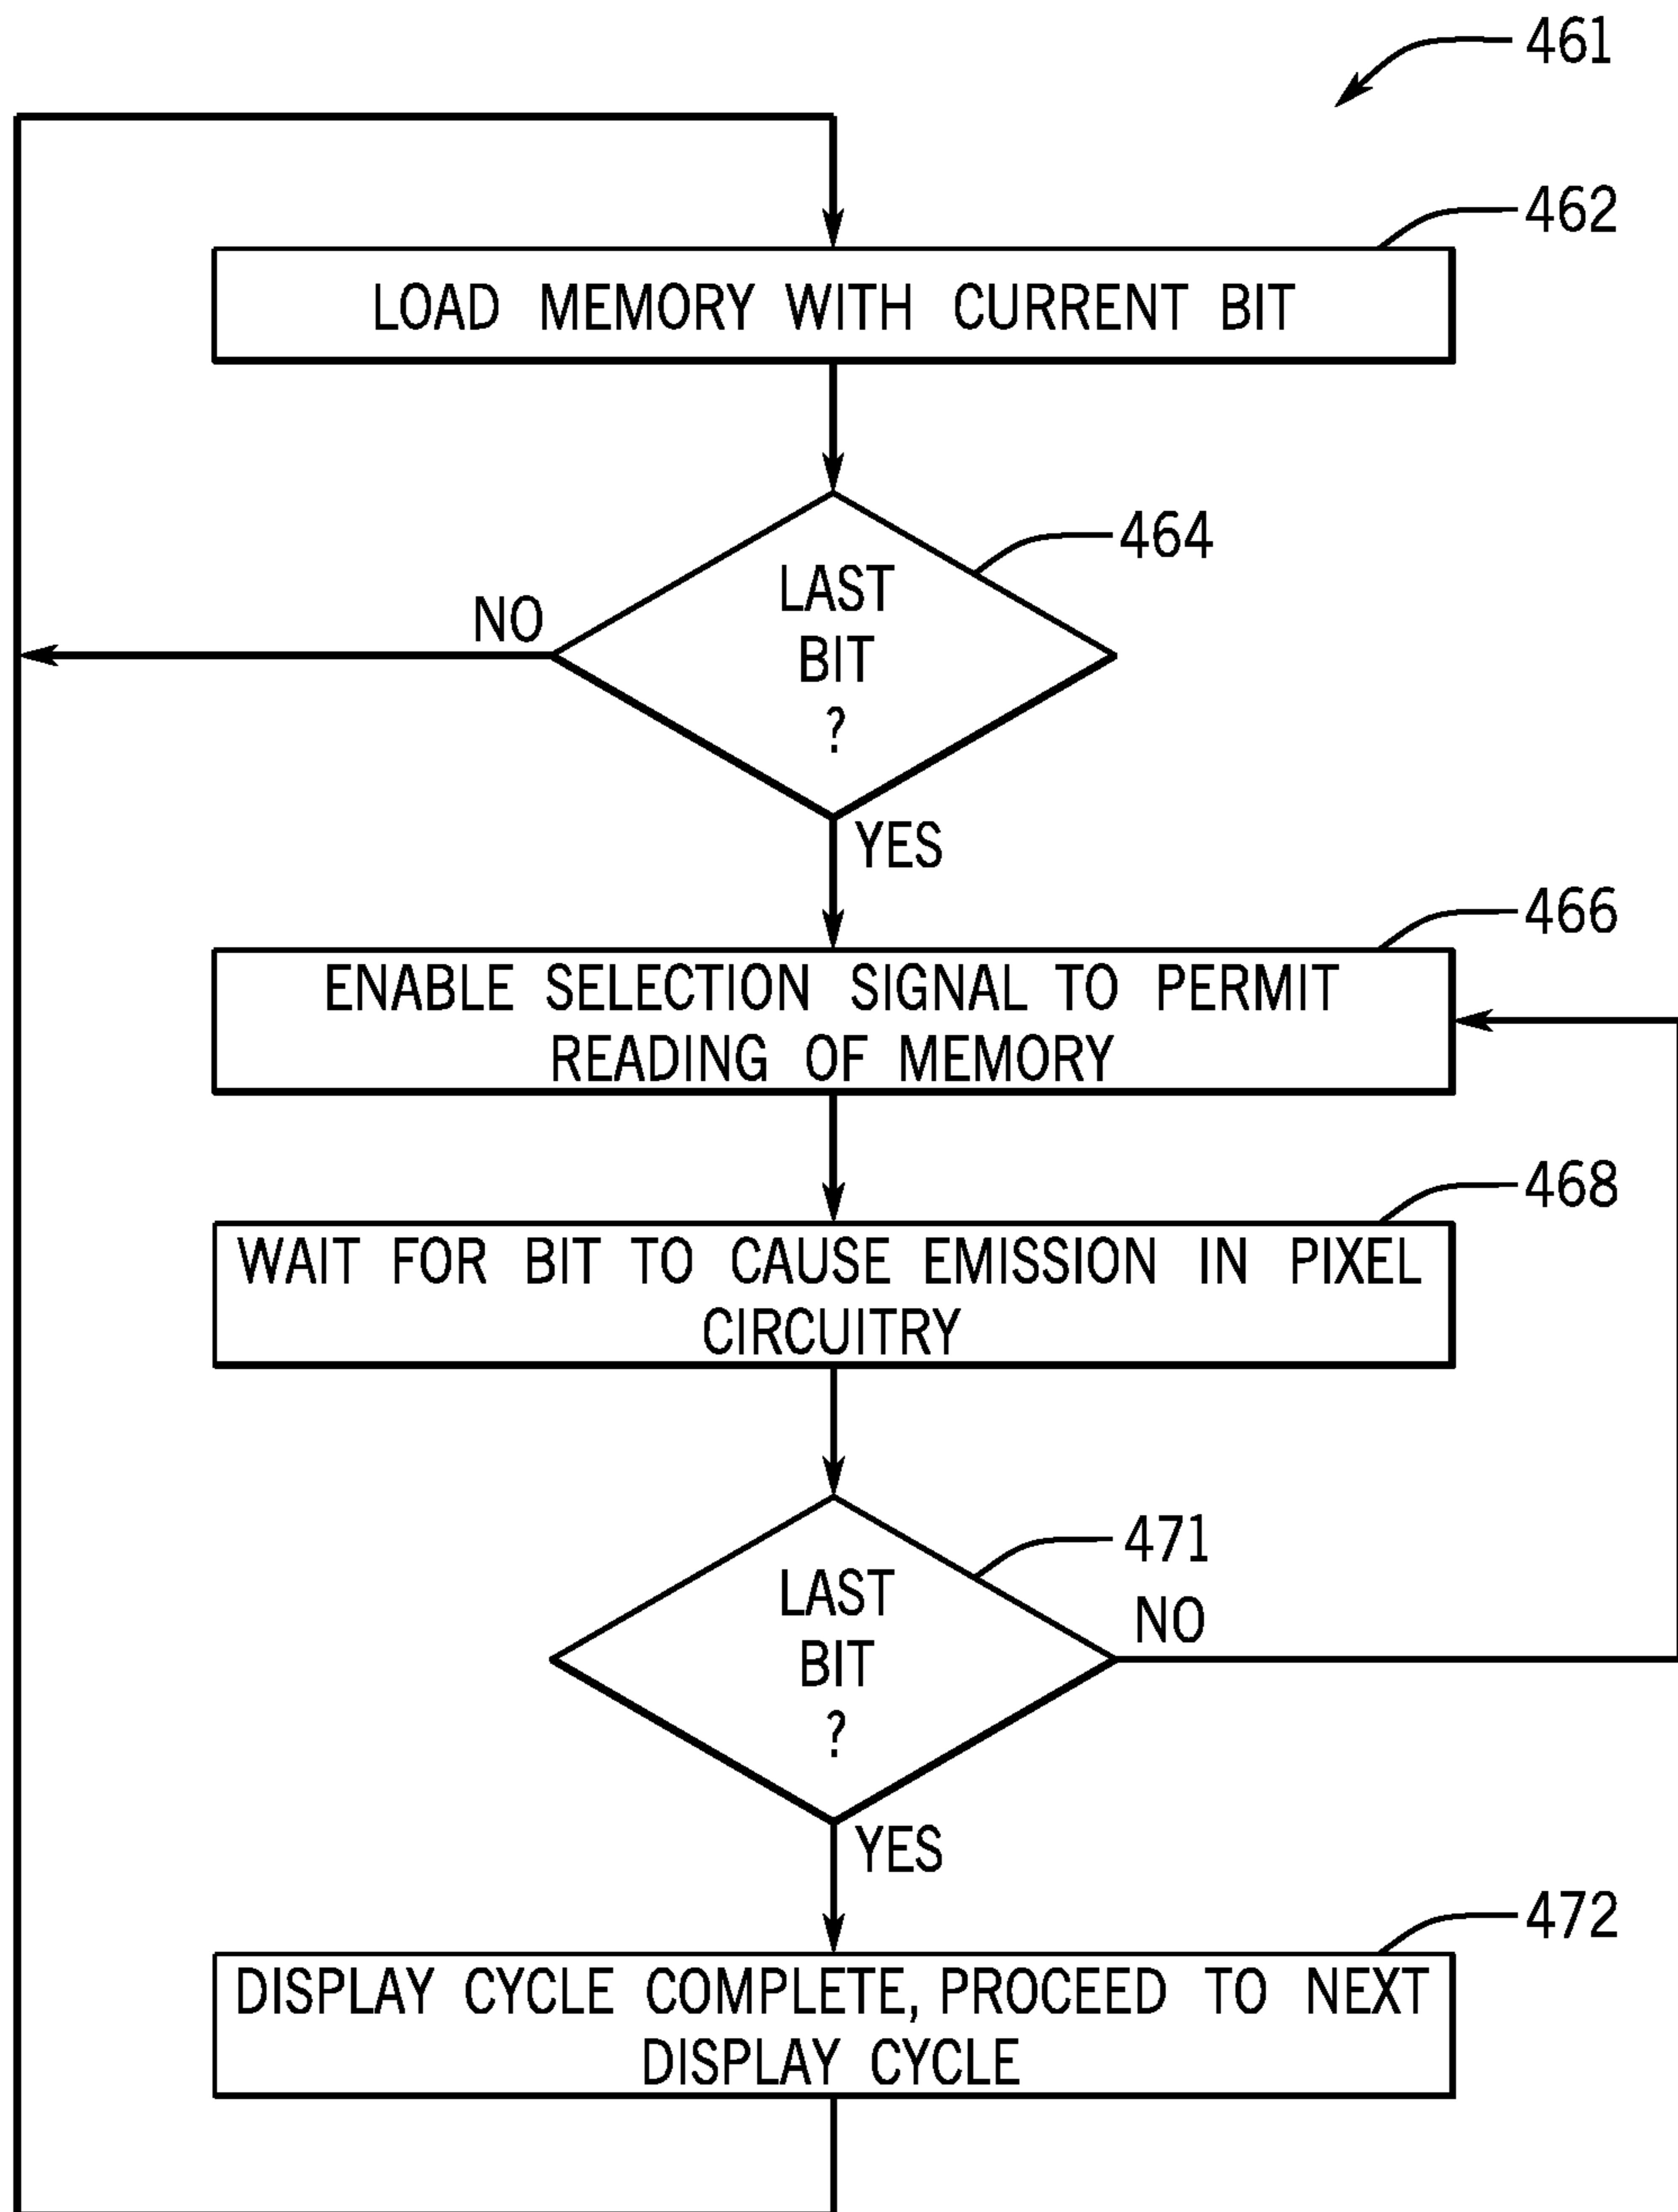 461
462
LOAD MEMORY WITH CURRENT BIT
464
LAST
BIT
?
NO
YES
466
ENABLE SELECTION SIGNAL TO PERMIT
READING OF MEMORY
468
WAIT FOR BIT TO CAUSE EMISSION IN PIXEL
CIRCUITRY
471
LAST
BIT
?
NO
YES
472
DISPLAY CYCLE COMPLETE, PROCEED TO NEXT
DISPLAY CYCLE